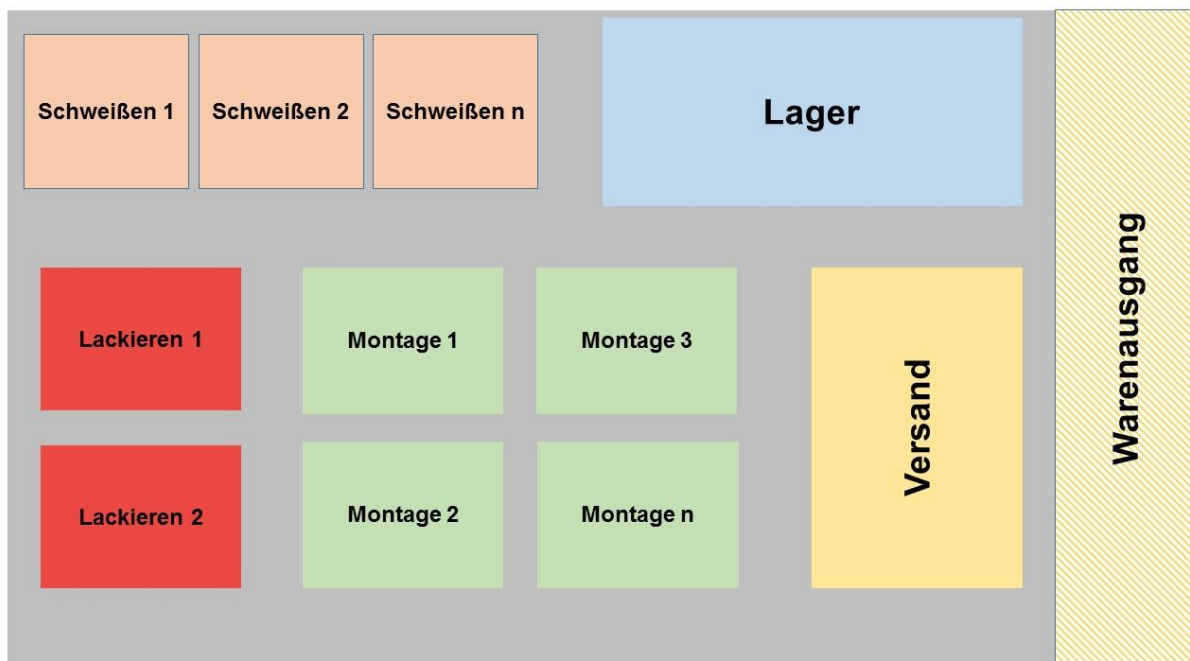 Schweißen 1
Schweißen 2
Schweißen n
Lager
Lackieren 1
Montage 1
Montage 3
Lackieren 2
Montage 2
Montage n
Versand
Warenausgang